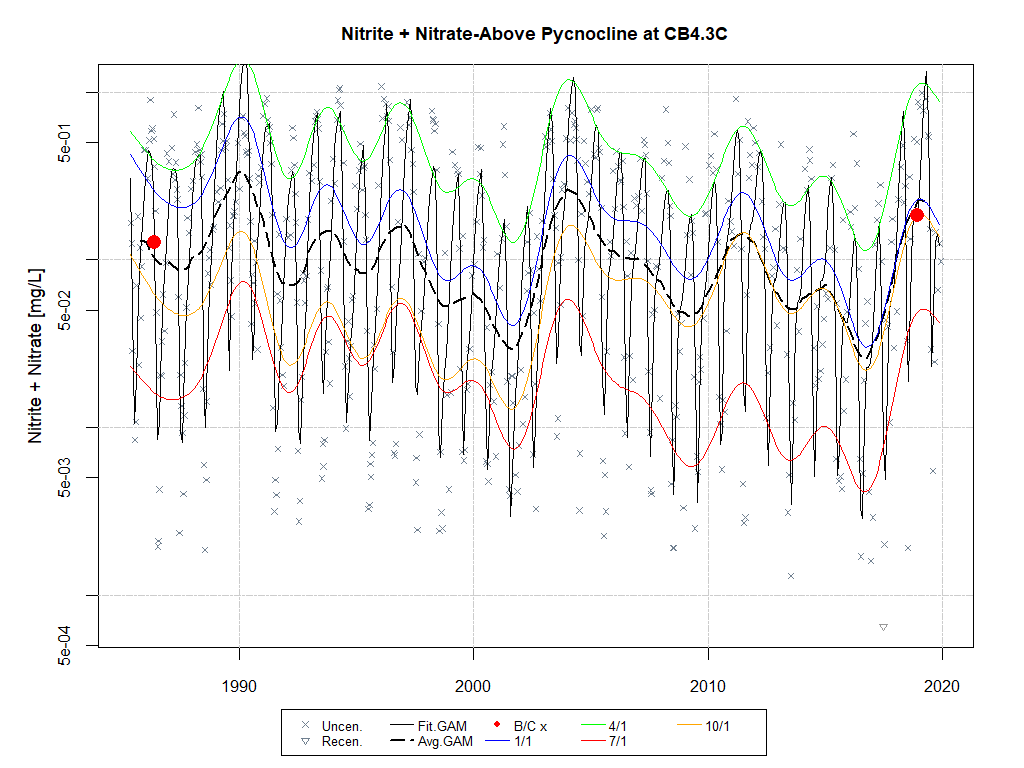 Nitrite + Nitrate-Above Pycnocline at CB4.3C
Nitrite + Nitrate [mg/L]
5e-01
5e-02
5e-03
5e-04
1990 2000 2010 2020
Uncen. Fit.GAM B/C x 4/1 10/1
Recen. Avg.GAM 1/1 7/1